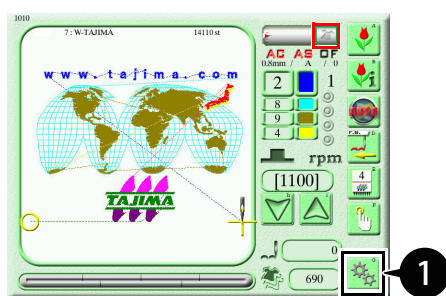 1010
7 : W-TAJIMA 14110 st
www.tajima.com
TAJIMA
AC AS OF
0.8mm / A / 0
2 1
8
9
4
rpm
[1100]
0
690
A
B
i
r.s. D
E
4
F
G
1